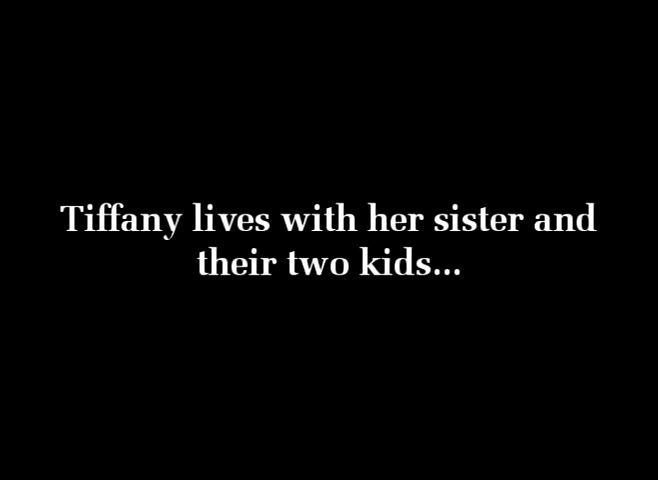 Tiffany lives with her sister and
their two kids...